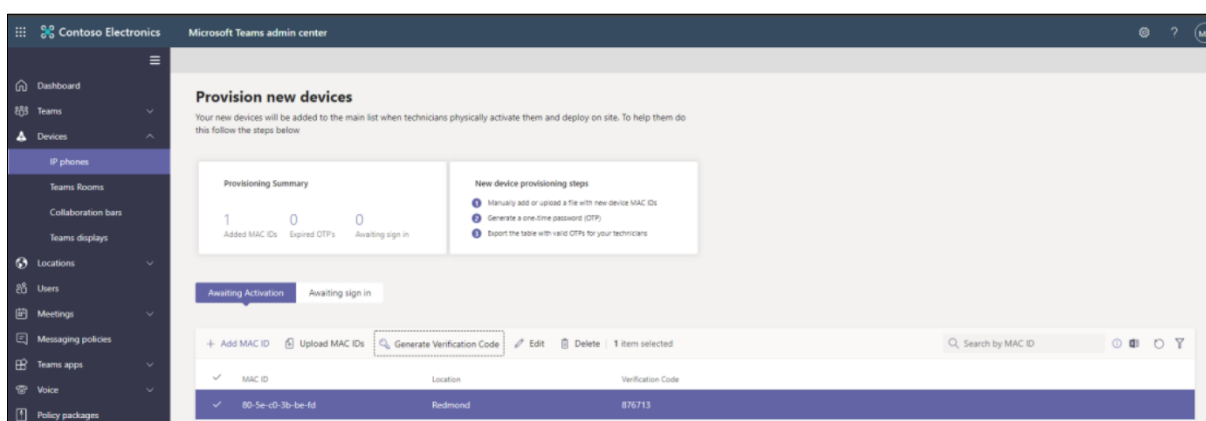 Contoso Electronics
Microsoft Teams admin center
?
M
Dashboard
Teams
Devices
IP phones
Teams Rooms
Collaboration bars
Teams displays
Locations
Users
Meetings
Messaging policies
Teams apps
Voice
Policy packages
Provision new devices
Your new devices will be added to the main list when technicians physically activate them and deploy on site. To help them do
this follow the steps below
Provisioning Summary
1 0 0
Added MAC IDs Expired OTP's Awaiting sign in
New device provisioning steps
1 Manually add or upload a file with new device MAC IDs
2 Generate a one-time password (OTP)
3 Export the table with valid OTPs for your technicians
Awaiting Activation Awaiting sign in
+ Add MAC ID Upload MAC IDs Generate Verification Code Edit Delete 1 item selected Search by MAC ID
MAC ID Location Verification Code
80-5e-c0-3b-be-fd Redmond 876713